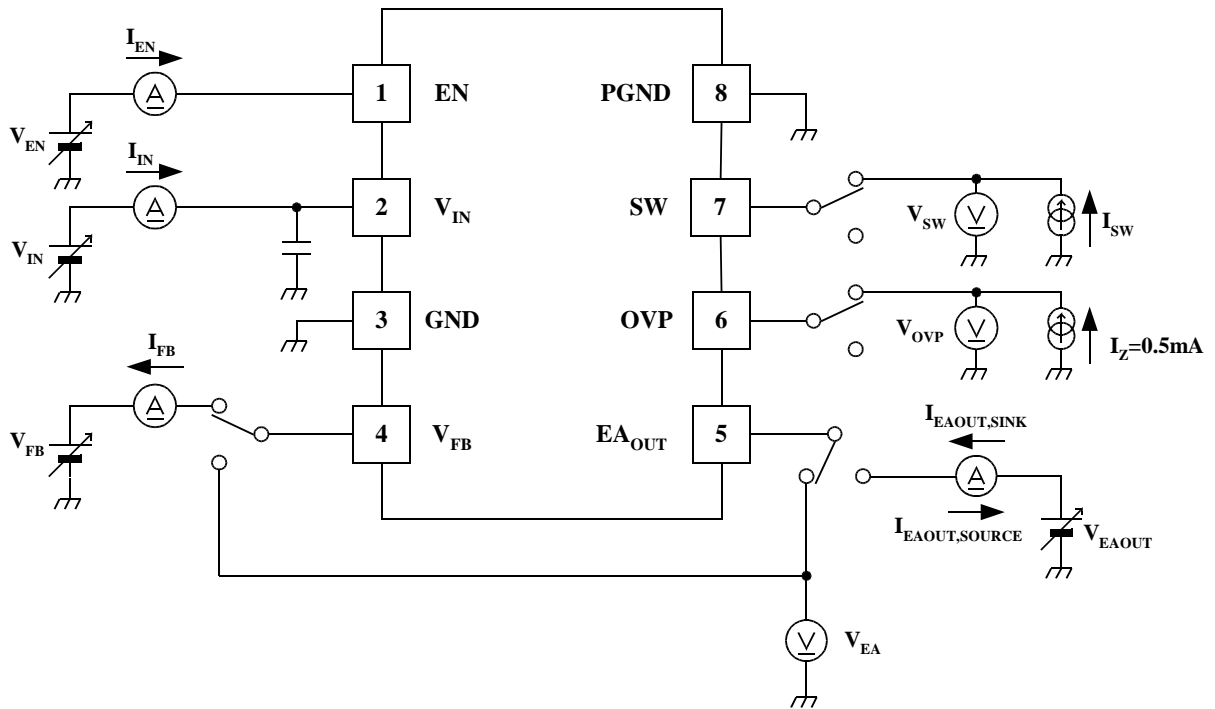 I_EN
1 EN PGND 8
A
V_EN
I_IN
A
2 V_IN SW 7
V_SW
V
I_SW
V_IN
3 GND OVP 6
V_OVP
V
I_Z=0.5mA
I_FB
A
V_FB
4 V_FB EA_OUT 5
I_EAOUT,SINK
A
I_EAOUT,SOURCE
V_EAOUT
V
V_EA